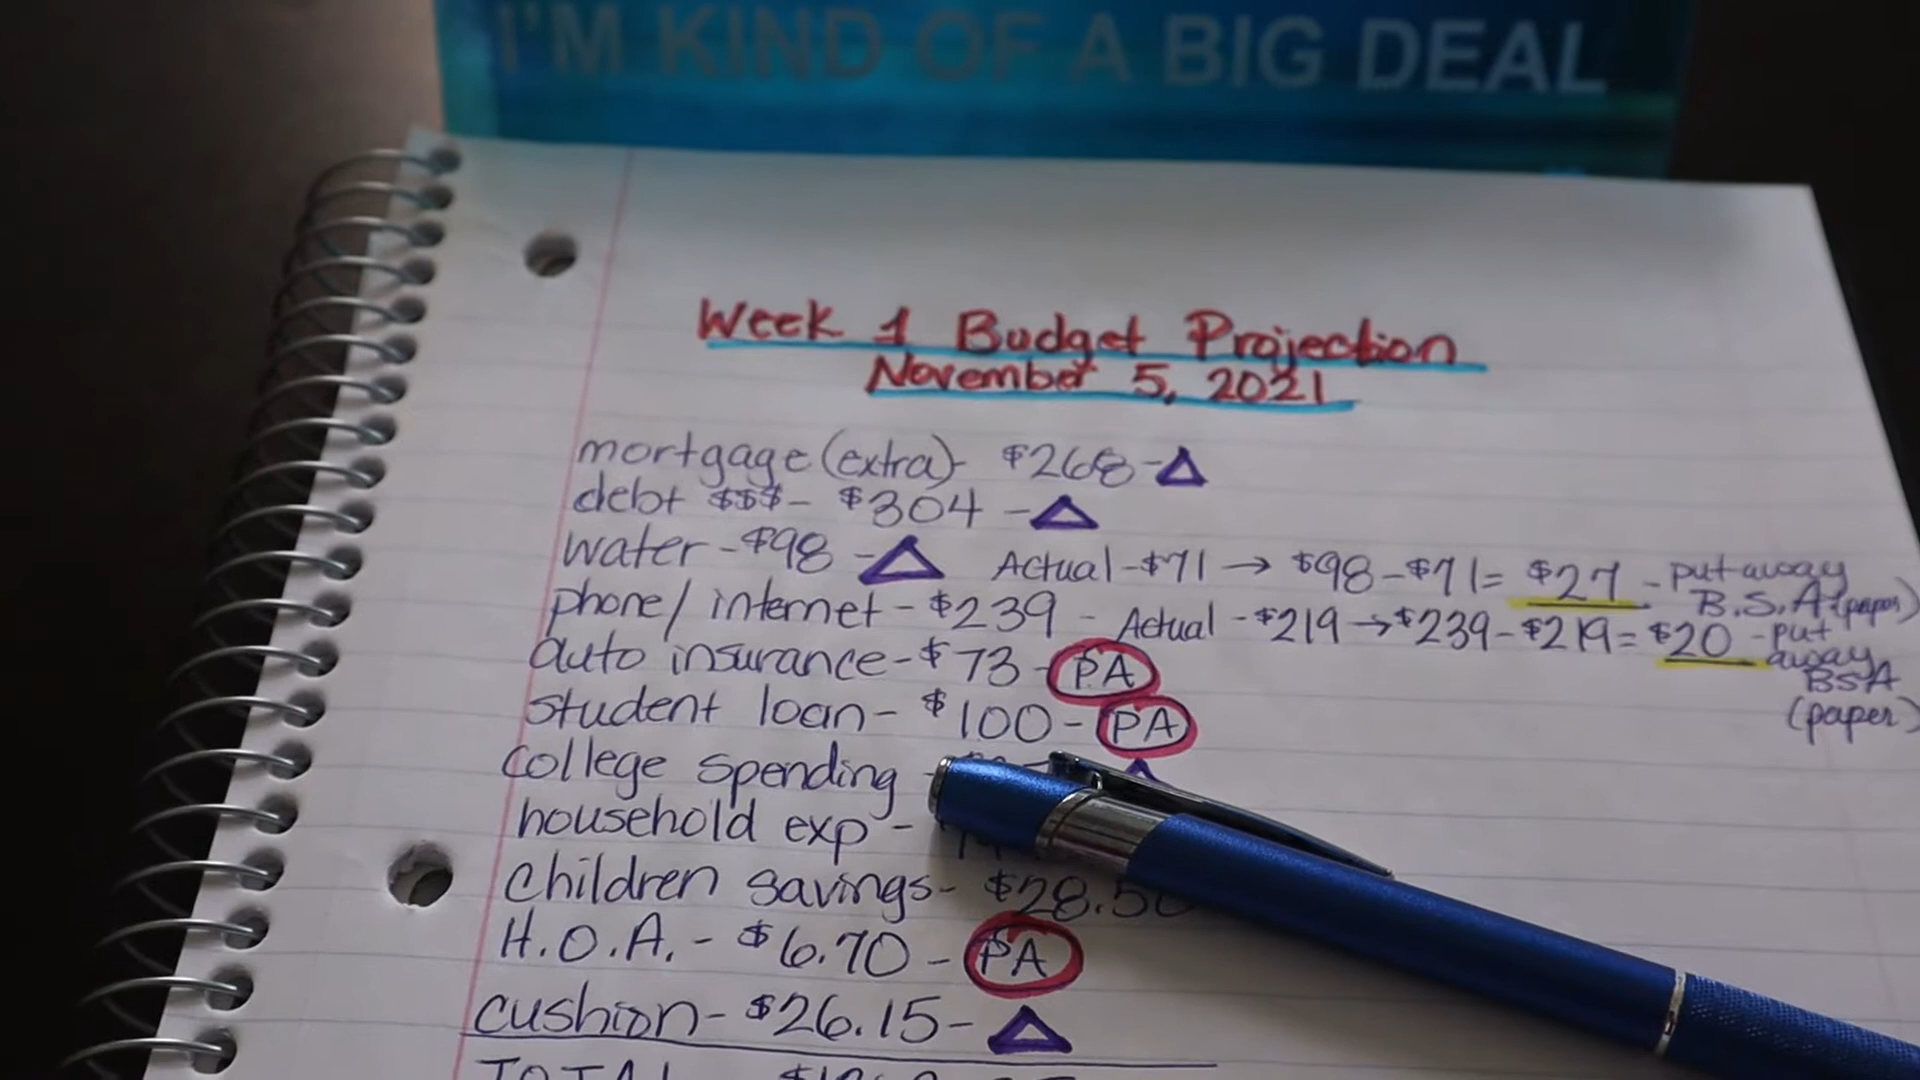 I'M KIND OF A BIG DEAL
Week 1 Budget Projection
November 5, 2021
mortgage (extra) - $268 -
debt $$$ - $304 -
water - $98 - Actual - $71 → $98 - $71 = $27 - put away B.S.A (paper)
phone/internet - $239 - Actual - $219 → $239 - $219 = $20 - put away BSA (paper)
auto insurance - $73 - PA
student loan - $100 - PA
college spending -
household exp -
children savings - $28.50
H.O.A. - $6.70 - PA
cushion - $26.15 -
TOTAL